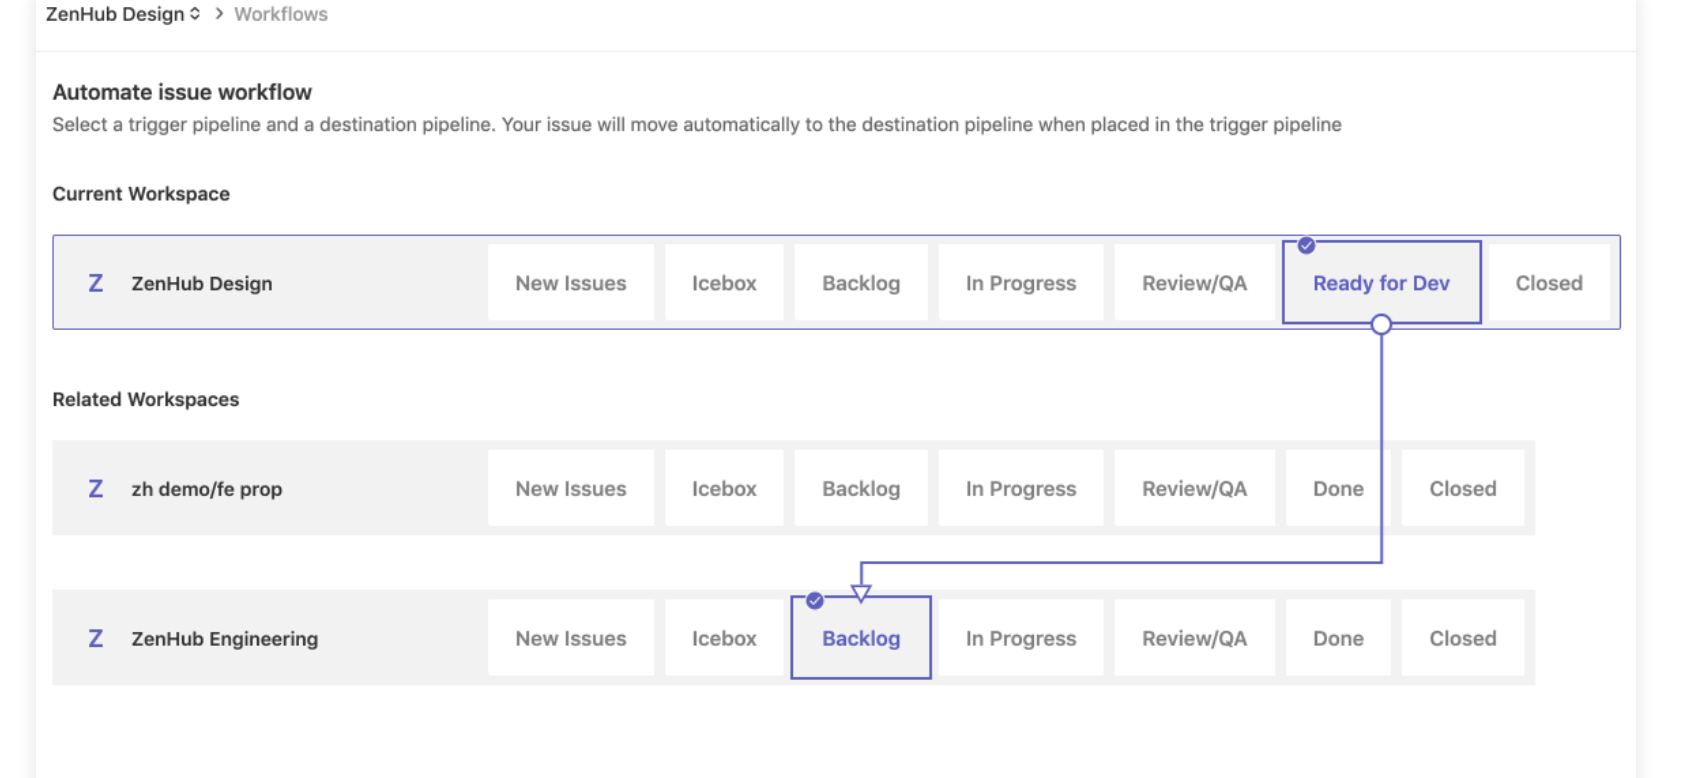 ZenHub Design > Workflows
Automate issue workflow
Select a trigger pipeline and a destination pipeline. Your issue will move automatically to the destination pipeline when placed in the trigger pipeline
Current Workspace
Z ZenHub Design New Issues Icebox Backlog In Progress Review/QA Ready for Dev Closed
Related Workspaces
Z zh demo/fe prop New Issues Icebox Backlog In Progress Review/QA Done Closed
Z ZenHub Engineering New Issues Icebox Backlog In Progress Review/QA Done Closed